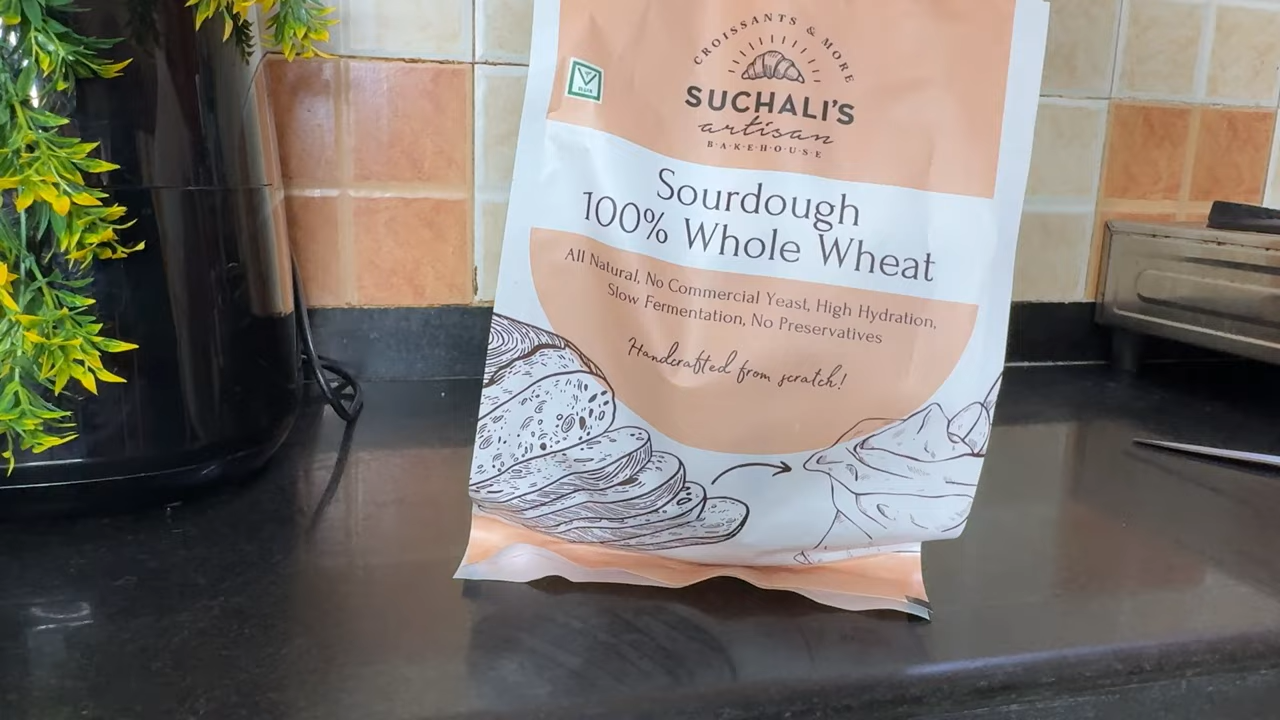 CROISSANTS & MORE
SUCHALI'S
artisan
BAKEHOUSE
Sourdough
100% Whole Wheat
All Natural, No Commercial Yeast, High Hydration,
Slow Fermentation, No Preservatives
Handcrafted from scratch!